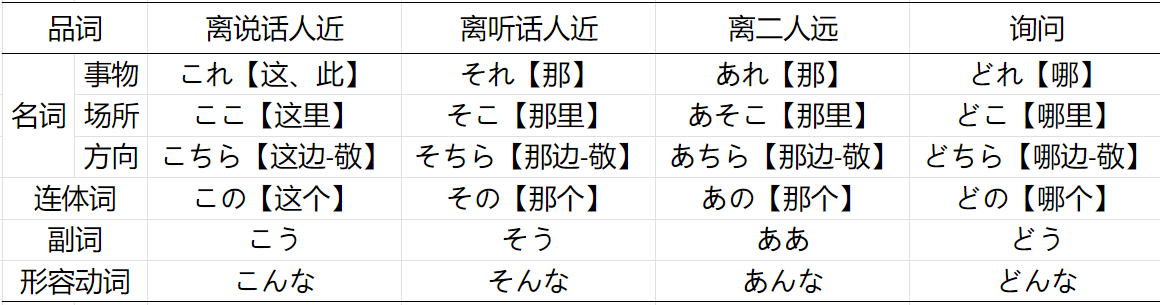 品词 离说话人近 离听话人近 离二人远 询问
名词 事物 これ【这、此】 それ【那】 あれ【那】 どれ【哪】
场所 ここ【这里】 そこ【那里】 あそこ【那里】 どこ【哪里】
方向 こちら【这边-敬】 そちら【那边-敬】 あちら【那边-敬】 どちら【哪边-敬】
连体词 この【这个】 その【那个】 あの【那个】 どの【哪个】
副词 こう そう ああ どう
形容动词 こんな そんな あんな どんな